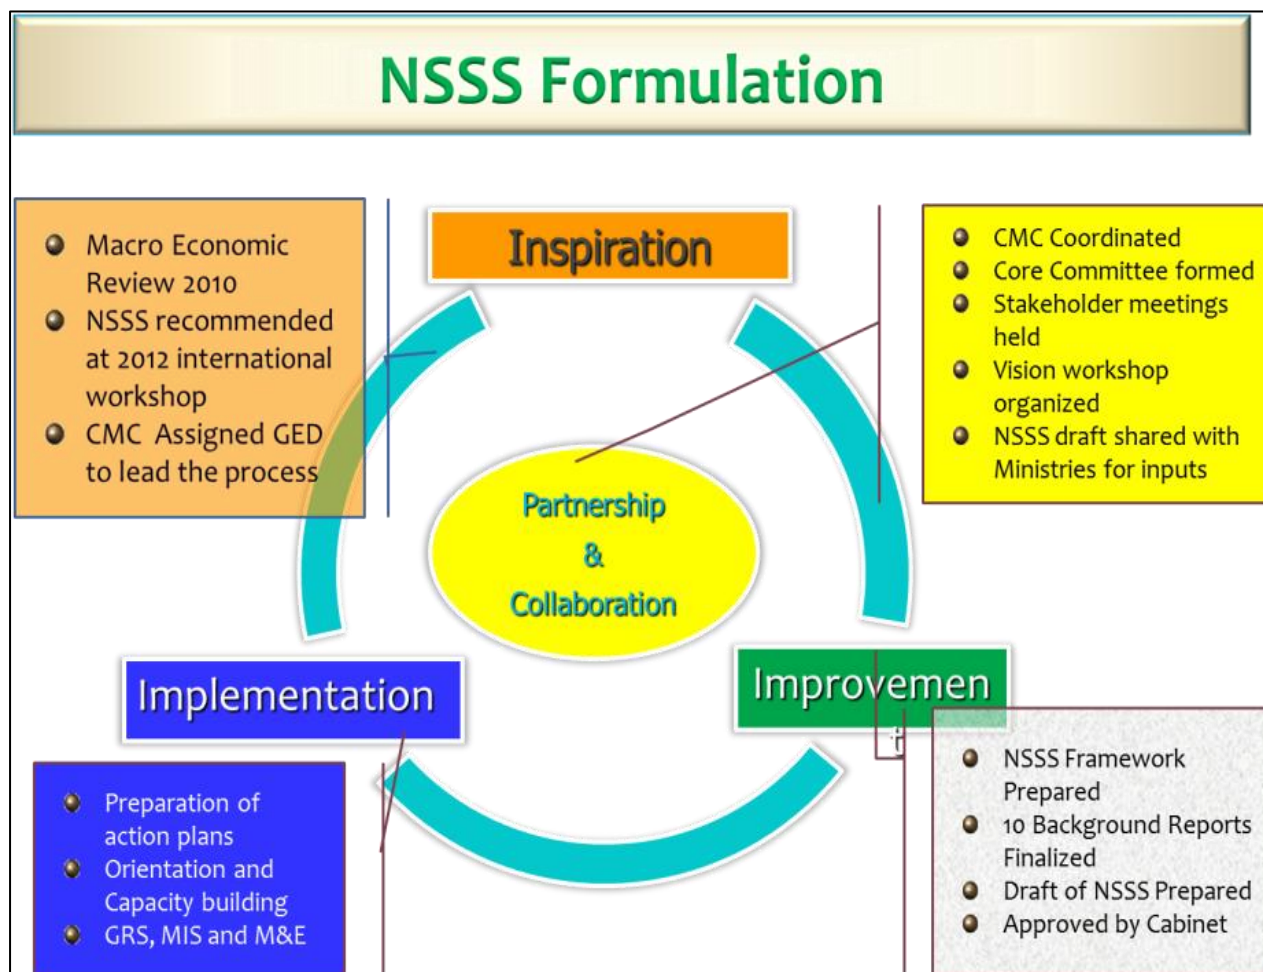 NSSS Formulation
Inspiration
Macro Economic
Review 2010
NSSS recommended
at 2012 international
workshop
CMC Assigned GED
to lead the process
CMC Coordinated
Core Committee formed
Stakeholder meetings
held
Vision workshop
organized
NSSS draft shared with
Ministries for inputs
Partnership
&
Collaboration
Implementation
Improvemen
t
Preparation of
action plans
Orientation and
Capacity building
GRS, MIS and M&E
NSSS Framework
Prepared
10 Background Reports
Finalized
Draft of NSSS Prepared
Approved by Cabinet